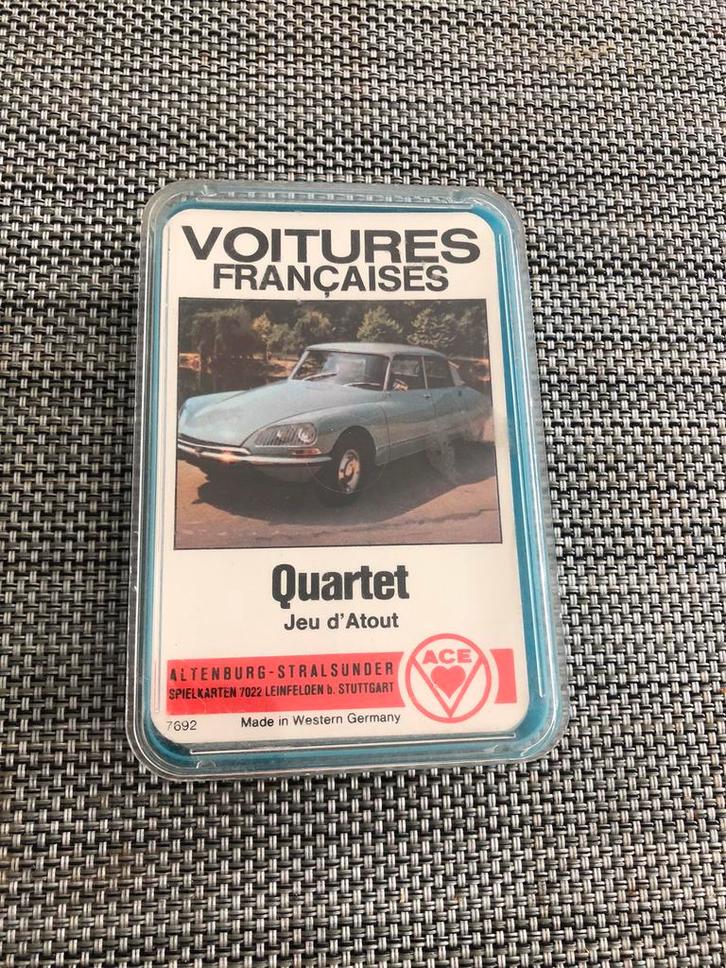 VOITURES
FRANÇAISES
Quartet
Jeu d'Atout
ALTENBURG-STRALSUNDER
SPIELKARTEN 7022 LEINFELDEN b. STUTTGART
ACE
7692 Made in Western Germany